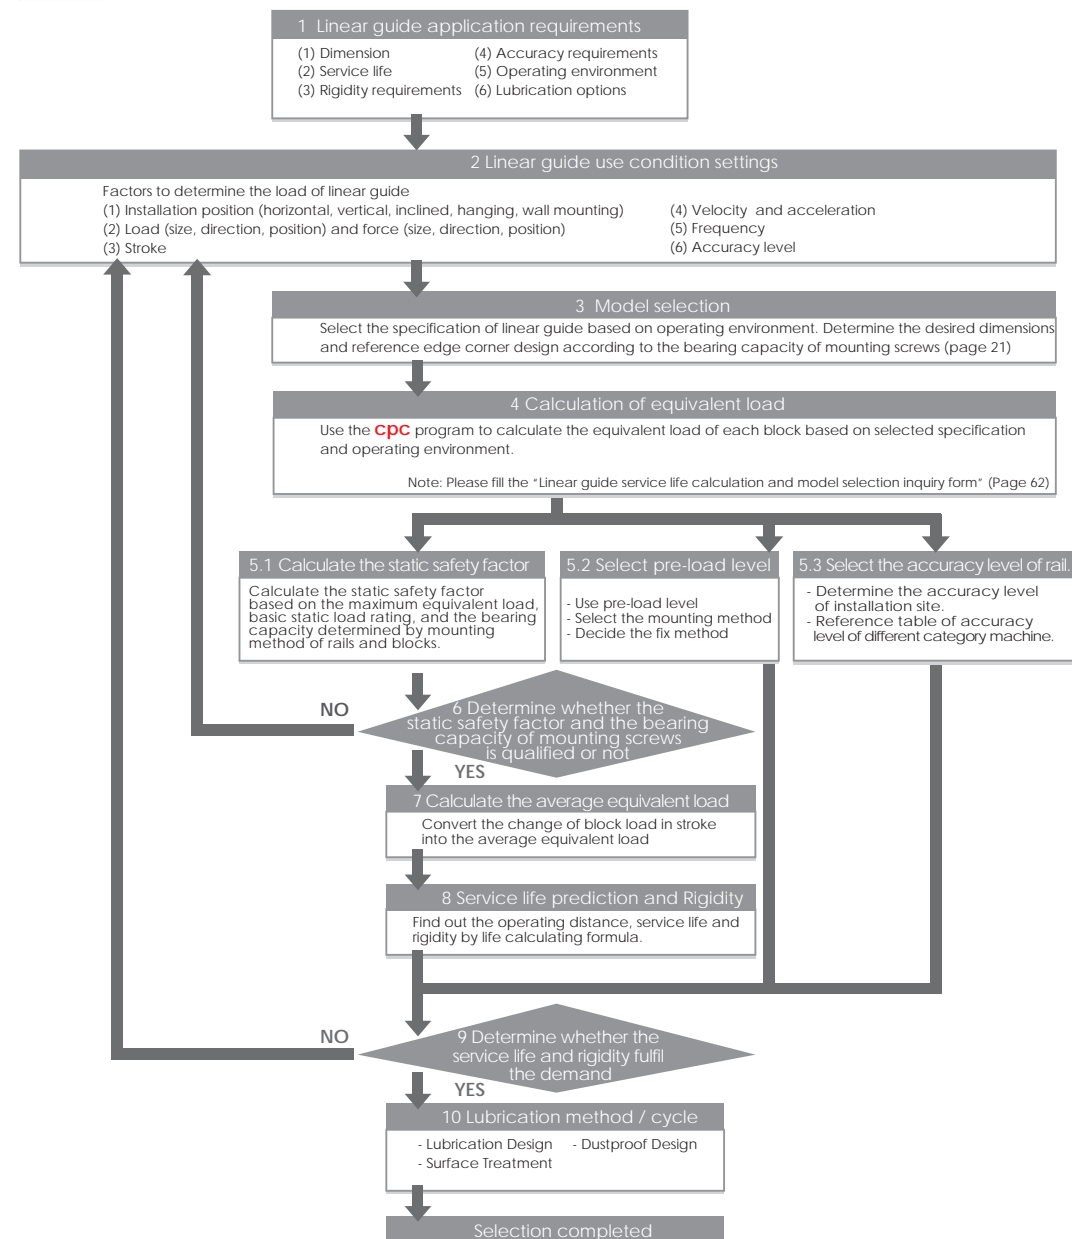 1 Linear guide application requirements
(1) Dimension
(2) Service life
(3) Rigidity requirements
(4) Accuracy requirements
(5) Operating environment
(6) Lubrication options
2 Linear guide use condition settings
Factors to determine the load of linear guide
(1) Installation position (horizontal, vertical, inclined, hanging, wall mounting)
(2) Load (size, direction, position) and force (size, direction, position)
(3) Stroke
(4) Velocity and acceleration
(5) Frequency
(6) Accuracy level
3 Model selection
Select the specification of linear guide based on operating environment. Determine the desired dimensions
and reference edge corner design according to the bearing capacity of mounting screws (page 21)
4 Calculation of equivalent load
Use the cpc program to calculate the equivalent load of each block based on selected specification
and operating environment.
Note: Please fill the "Linear guide service life calculation and model selection inquiry form" (Page 62)
5.1 Calculate the static safety factor
Calculate the static safety factor
based on the maximum equivalent load,
basic static load rating, and the bearing
capacity determined by mounting
method of rails and blocks.
5.2 Select pre-load level
- Use pre-load level
- Select the mounting method
- Decide the fix method
5.3 Select the accuracy level of rail.
- Determine the accuracy level
of installation site.
- Reference table of accuracy
level of different category machine.
NO
6 Determine whether the
static safety factor and the bearing
capacity of mounting screws
is qualified or not
YES
7 Calculate the average equivalent load
Convert the change of block load in stroke
into the average equivalent load
8 Service life prediction and Rigidity
Find out the operating distance, service life and
rigidity by life calculating formula.
NO
9 Determine whether the
service life and rigidity fulfil
the demand
YES
10 Lubrication method / cycle
- Lubrication Design
- Dustproof Design
- Surface Treatment
Selection completed